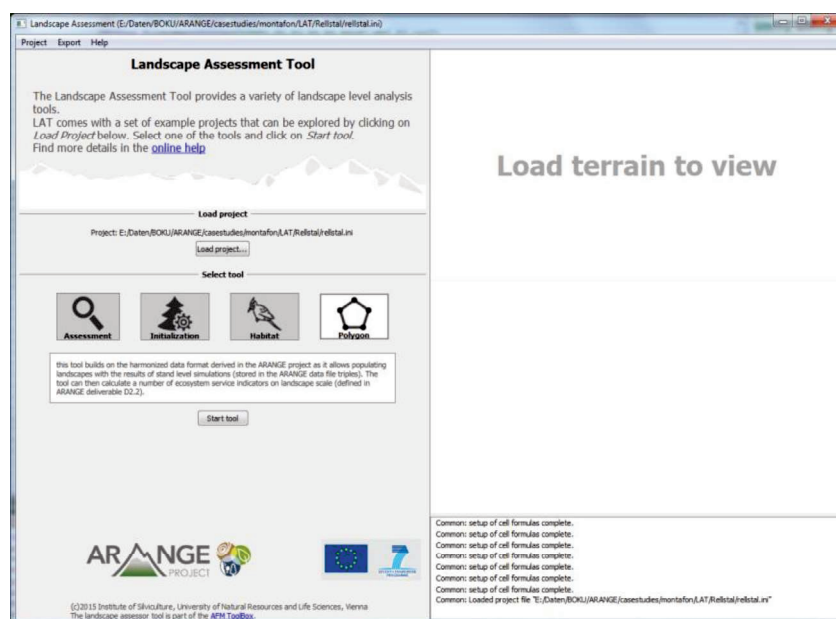 Landscape Assessment (E:/Daten/BOKU/ARANGE/casestudies/montafon/LAT/Rellstal/rellstal.ini)
Project Export Help
Landscape Assessment Tool
The Landscape Assessment Tool provides a variety of landscape level analysis
tools.
LAT comes with a set of example projects that can be explored by clicking on
Load Project below. Select one of the tools and click on Start tool.
Find more details in the online help
Load project
Project: E:/Daten/BOKU/ARANGE/casestudies/montafon/LAT/Rellstal/rellstal.ini
Load project...
Select tool
Assessment Initialization Habitat Polygon
this tool builds on the harmonized data format derived in the ARANGE project as it allows populating
landscapes with the results of stand level simulations (stored in the ARANGE data file triples). The
tool can then calculate a number of ecosystem service indicators on landscape scale (defined in
ARANGE deliverable D2.2).
Start tool
ARANGE
PROJECT
(c)2015 Institute of Silviculture, University of Natural Resources and Life Sciences, Vienna
The landscape assessor tool is part of the AFM ToolBox.
Load terrain to view
Common: setup of cell formulas complete.
Common: setup of cell formulas complete.
Common: setup of cell formulas complete.
Common: setup of cell formulas complete.
Common: setup of cell formulas complete.
Common: setup of cell formulas complete.
Common: setup of cell formulas complete.
Common: Loaded project file "E:/Daten/BOKU/ARANGE/casestudies/montafon/LAT/Rellstal/rellstal.ini"